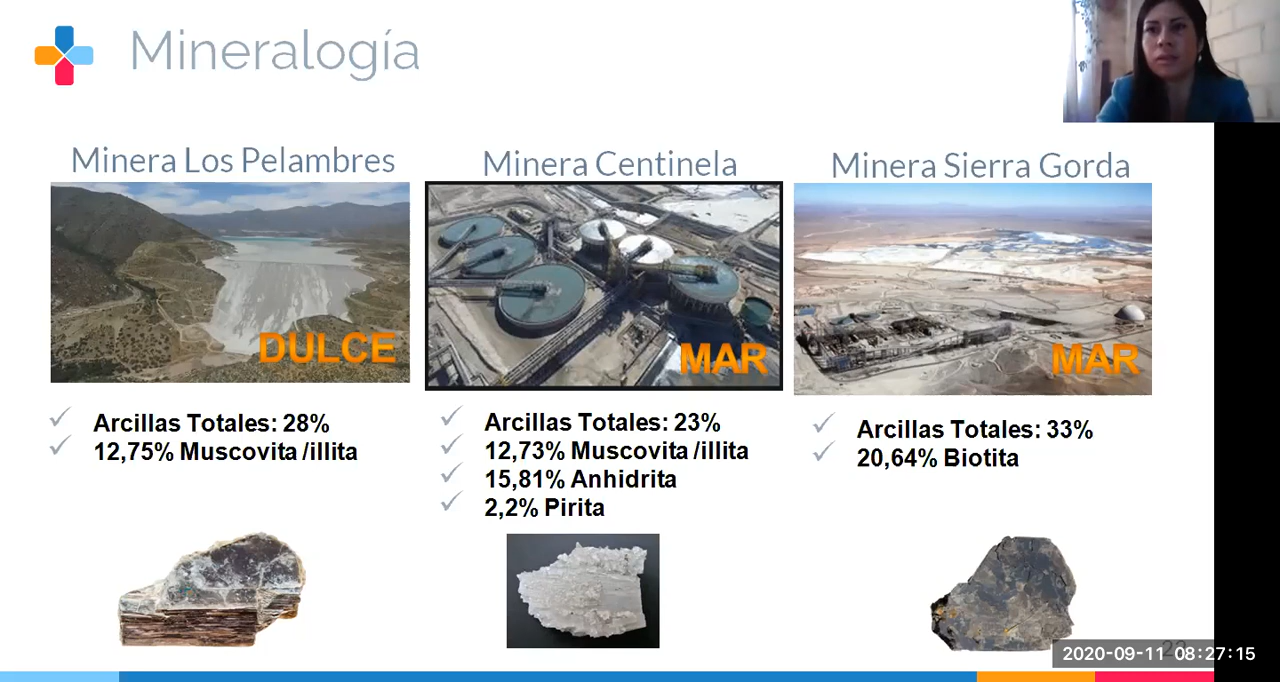 Mineralogía
Minera Los Pelambres
DULCE
Arcillas Totales: 28%
12,75% Muscovita /illita
Minera Centinela
MAR
Arcillas Totales: 23%
12,73% Muscovita /illita
15,81% Anhidrita
2,2% Pirita
Minera Sierra Gorda
MAR
Arcillas Totales: 33%
20,64% Biotita
2020-09-11 08:27:15